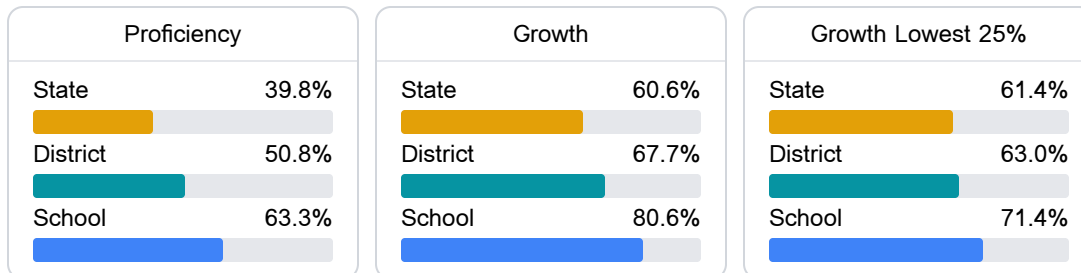 Proficiency
State 39.8%
District 50.8%
School 63.3%
Growth
State 60.6%
District 67.7%
School 80.6%
Growth Lowest 25%
State 61.4%
District 63.0%
School 71.4%